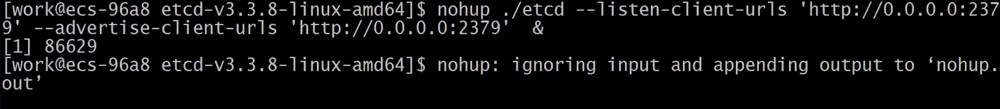 [work@ecs-96a8 etcd-v3.3.8-linux-amd64]$ nohup ./etcd --listen-client-urls 'http://0.0.0.0:237
9' --advertise-client-urls 'http://0.0.0.0:2379'  &
[1] 86629
[work@ecs-96a8 etcd-v3.3.8-linux-amd64]$ nohup: ignoring input and appending output to ‘nohup.
out’